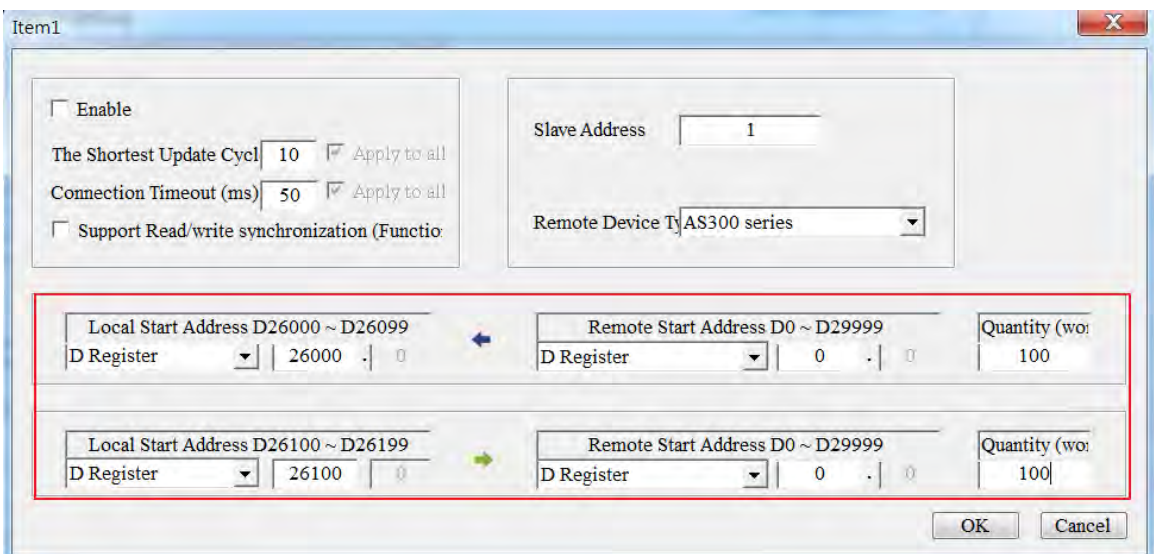 Item1
Enable
The Shortest Update Cycl 10 Apply to all
Connection Timeout (ms) 50 Apply to all
Support Read/write synchronization (Functio
Slave Address 1
Remote Device Ty AS300 series
Local Start Address D26000 ~ D26099
D Register 26000 . 0
Remote Start Address D0 ~ D29999
D Register 0 . 0
Quantity (wor
100
Local Start Address D26100 ~ D26199
D Register 26100 0
Remote Start Address D0 ~ D29999
D Register 0 . 0
Quantity (wor
100
OK Cancel